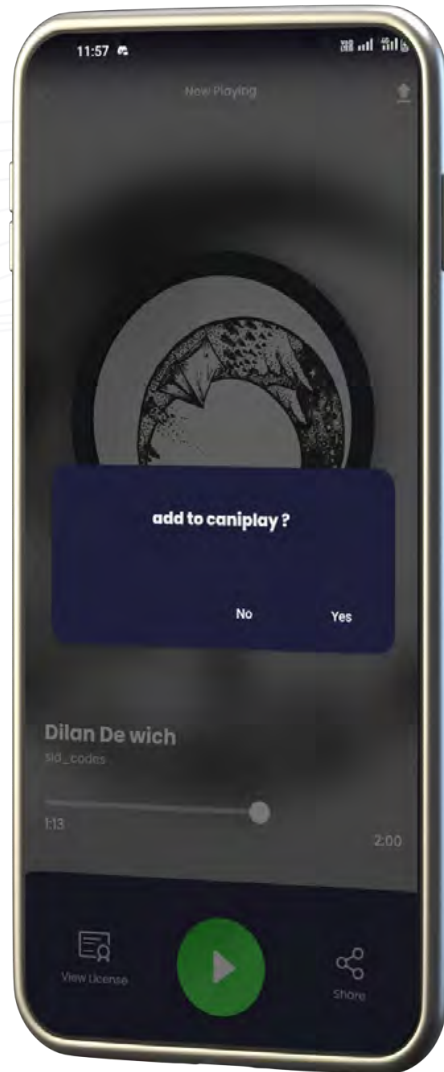 11:57
Now Playing
add to caniplay ?
No Yes
Dilan De wich
sid_codes
1:13
2:00
View License
Share